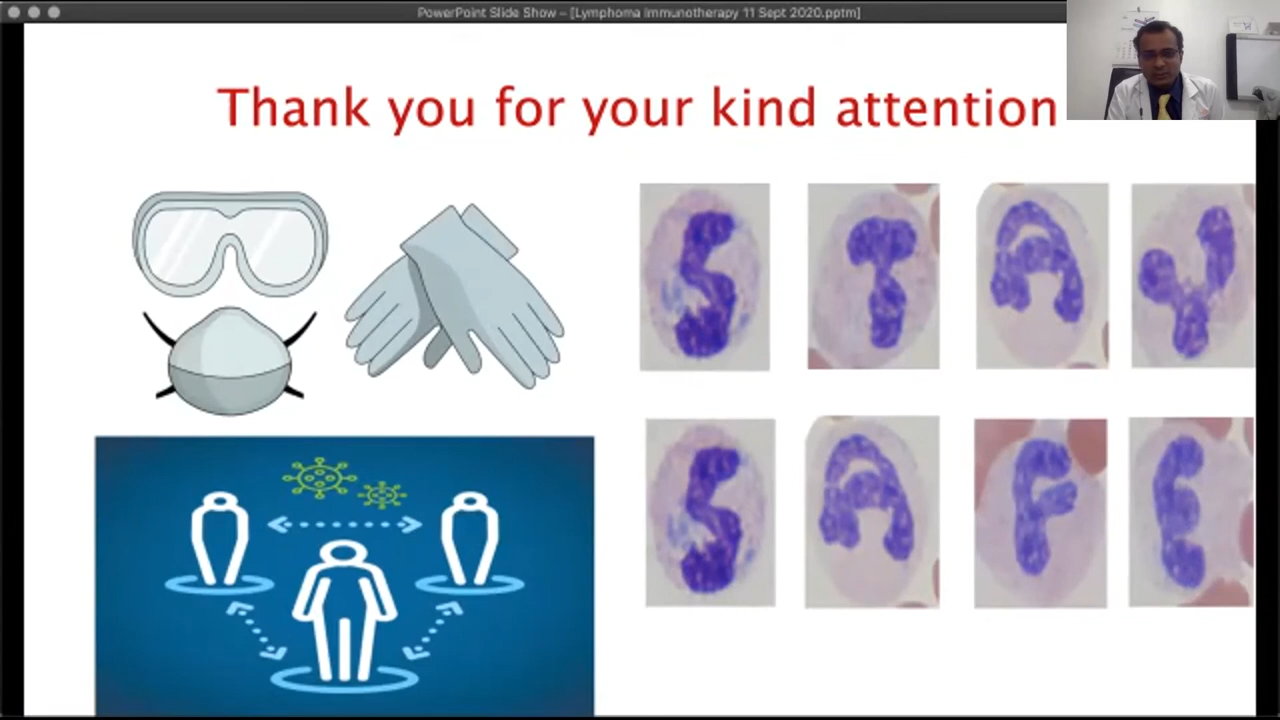 PowerPoint Slide Show – [Lymphoma Immunotherapy 11 Sept 2020.pptm]
Thank you for your kind attention
STAY
SAFE